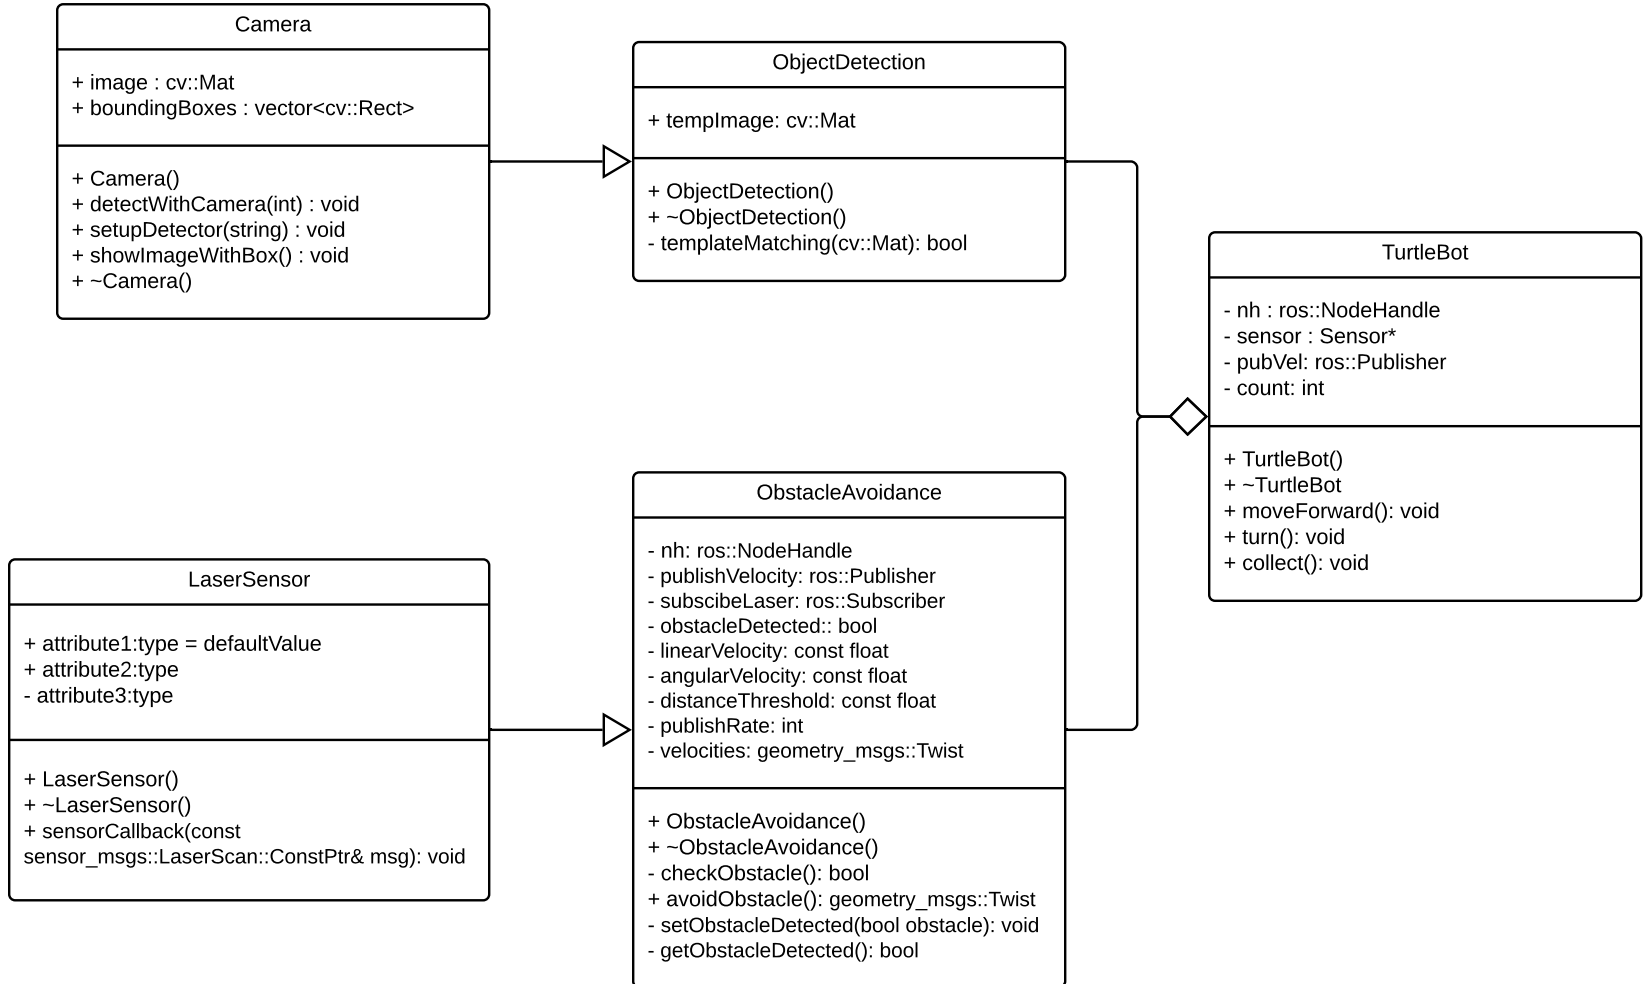 Camera
+ image : cv::Mat
+ boundingBoxes : vector<cv::Rect>
+ Camera()
+ detectWithCamera(int) : void
+ setupDetector(string) : void
+ showImageWithBox() : void
+ ~Camera()
ObjectDetection
+ tempImage: cv::Mat
+ ObjectDetection()
+ ~ObjectDetection()
- templateMatching(cv::Mat): bool
TurtleBot
- nh : ros::NodeHandle
- sensor : Sensor*
- pubVel: ros::Publisher
- count: int
+ TurtleBot()
+ ~TurtleBot
+ moveForward(): void
+ turn(): void
+ collect(): void
LaserSensor
+ attribute1:type = defaultValue
+ attribute2:type
- attribute3:type
+ LaserSensor()
+ ~LaserSensor()
+ sensorCallback(const
sensor_msgs::LaserScan::ConstPtr& msg): void
ObstacleAvoidance
- nh: ros::NodeHandle
- publishVelocity: ros::Publisher
- subscibeLaser: ros::Subscriber
- obstacleDetected:: bool
- linearVelocity: const float
- angularVelocity: const float
- distanceThreshold: const float
- publishRate: int
- velocities: geometry_msgs::Twist
+ ObstacleAvoidance()
+ ~ObstacleAvoidance()
- checkObstacle(): bool
+ avoidObstacle(): geometry_msgs::Twist
- setObstacleDetected(bool obstacle): void
- getObstacleDetected(): bool